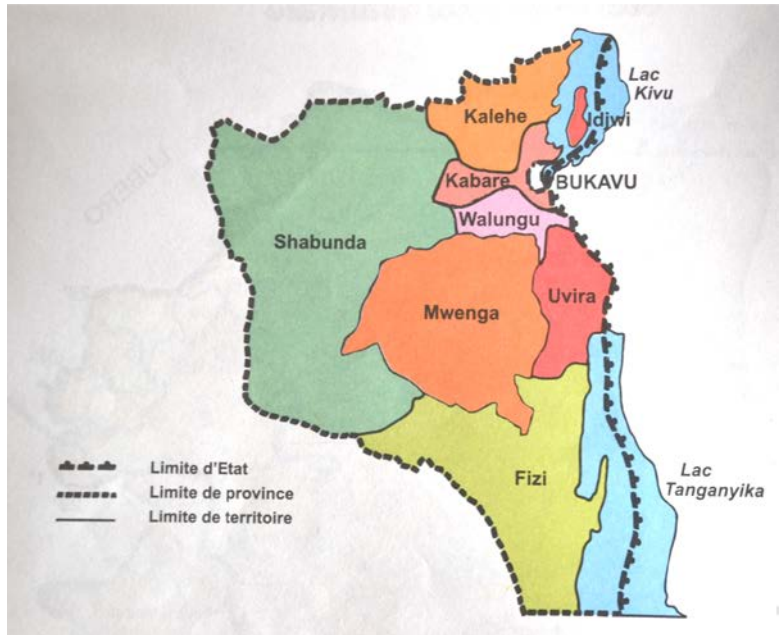 Lac
Kivu
Idjwi
Kalehe
Kabare
BUKAVU
Walungu
Shabunda
Uvira
Mwenga
Fizi
Lac
Tanganyika
Limite d'Etat
Limite de province
Limite de territoire